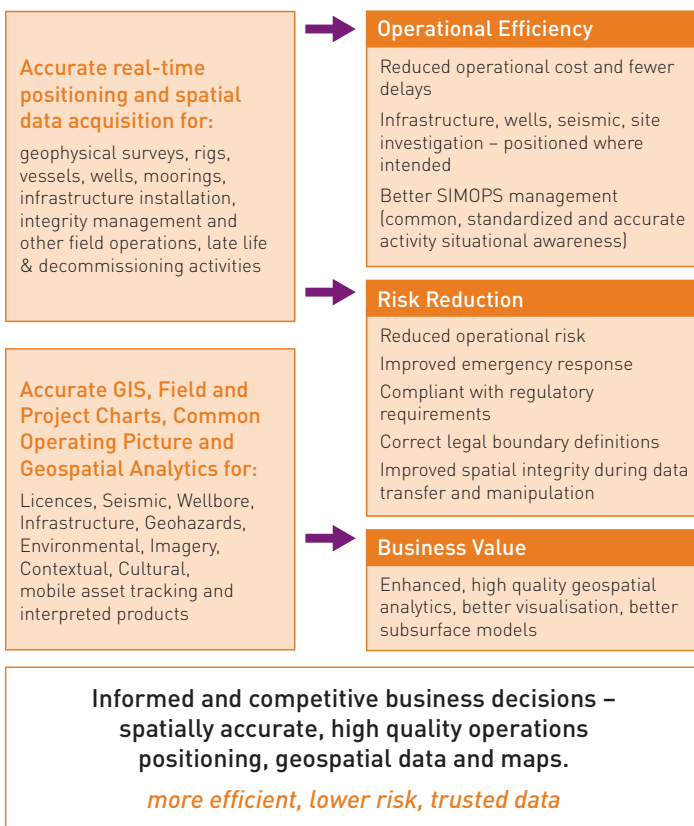 Accurate real-time
positioning and spatial
data acquisition for:
geophysical surveys, rigs,
vessels, wells, moorings,
infrastructure installation,
integrity management and
other field operations, late life
& decommissioning activities
Accurate GIS, Field and
Project Charts, Common
Operating Picture and
Geospatial Analytics for:
Licences, Seismic, Wellbore,
Infrastructure, Geohazards,
Environmental, Imagery,
Contextual, Cultural,
mobile asset tracking and
interpreted products
Operational Efficiency
Reduced operational cost and fewer
delays
Infrastructure, wells, seismic, site
investigation – positioned where
intended
Better SIMOPS management
(common, standardized and accurate
activity situational awareness)
Risk Reduction
Reduced operational risk
Improved emergency response
Compliant with regulatory
requirements
Correct legal boundary definitions
Improved spatial integrity during data
transfer and manipulation
Business Value
Enhanced, high quality geospatial
analytics, better visualisation, better
subsurface models
Informed and competitive business decisions –
spatially accurate, high quality operations
positioning, geospatial data and maps.
more efficient, lower risk, trusted data